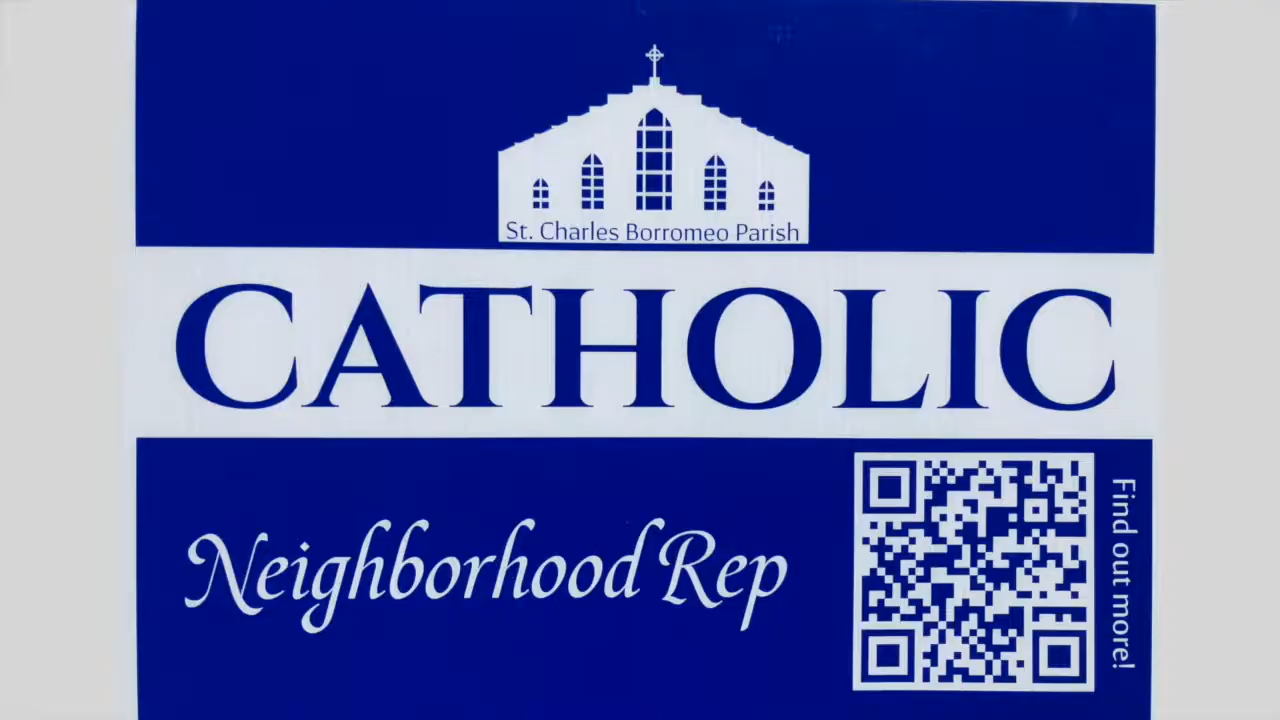 St. Charles Borromeo Parish
CATHOLIC
Neighborhood Rep
Find out more!